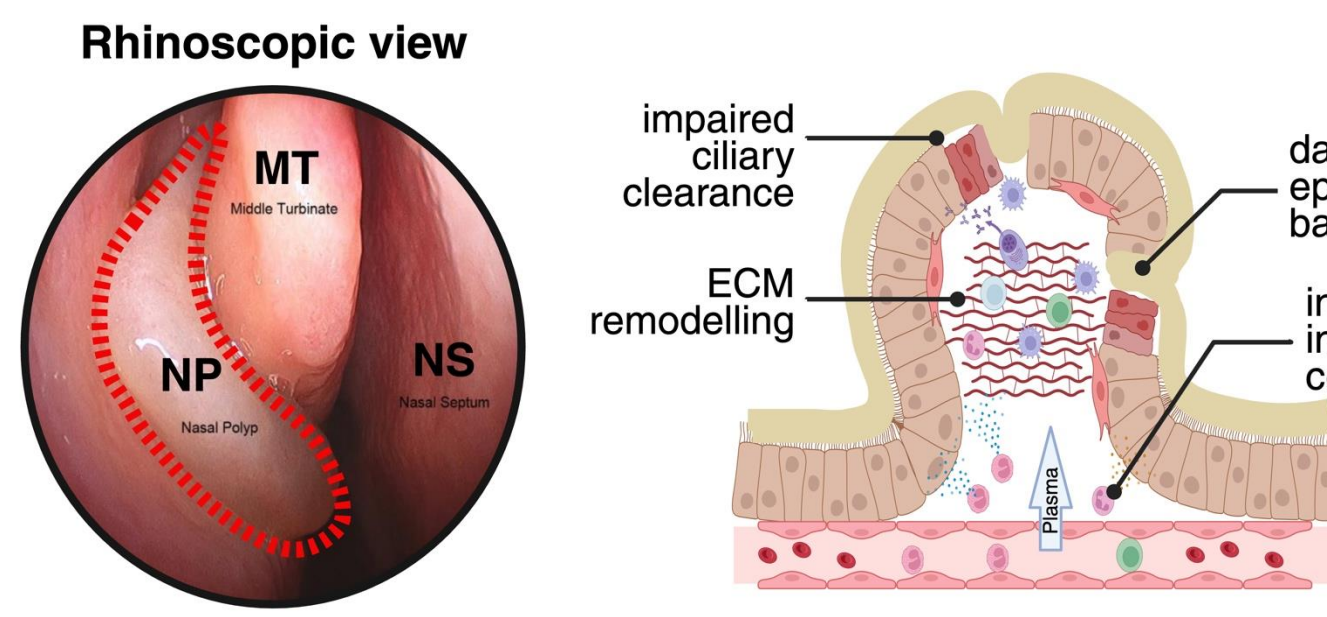 Rhinoscopic view
MT
Middle Turbinate
NP
Nasal Polyp
NS
Nasal Septum
impaired
ciliary
clearance
ECM
remodelling
Plasma